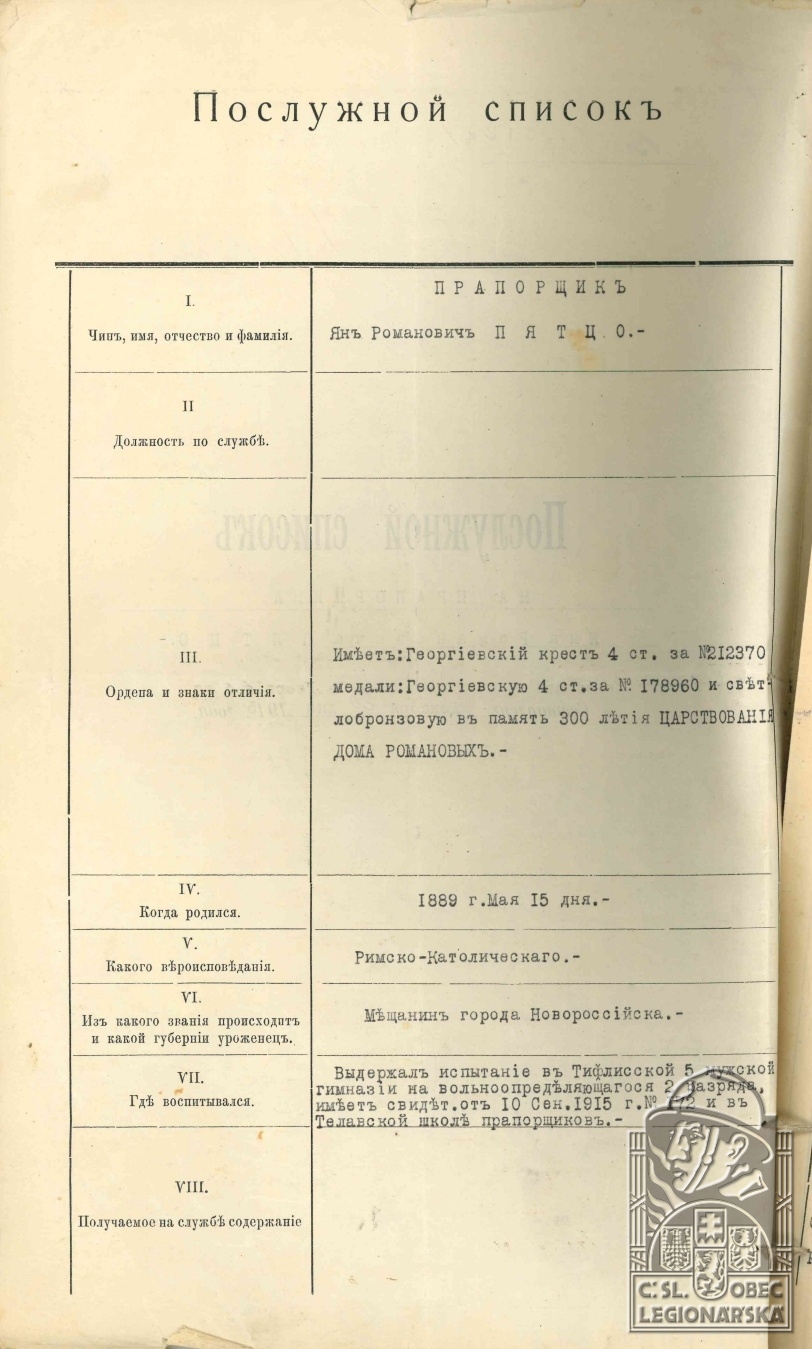 Послужной списокъ
I.
Чинъ, имя, отчество и фамилія.
ПРАПОРЩИКЪ
Янъ Романовичъ П Я Т Ц О.-
II
Должность по службѣ.
III.
Ордена и знаки отличія.
Имѣетъ:Георгіевскій крестъ 4 ст. за №212370
медали:Георгіевскую 4 ст.за № 178960 и свѣт-
лобронзовую въ память 300 лѣтія ЦАРСТВОВАНІЯ
ДОМА РОМАНОВЫХЪ.-
IV.
Когда родился.
1889 г.Мая 15 дня.-
V.
Какого вѣроисповѣданія.
Римско-Католическаго.-
VI.
Изъ какого званія происходитъ
и какой губерніи уроженецъ.
Мѣщанинъ города Новороссійска.-
VII.
Гдѣ воспитывался.
Выдержалъ испытаніе въ Тифлисской 5 мужской
гимназіи на вольноопредѣляющагося 2 разряда,
имѣетъ свидѣт.отъ 10 Сен.1915 г.№ и въ
Телавской школѣ прапорщиковъ.-
VIII.
Получаемое на службѣ содержаніе
Č.SL. OBEC
LEGIONÁŘSKÁ